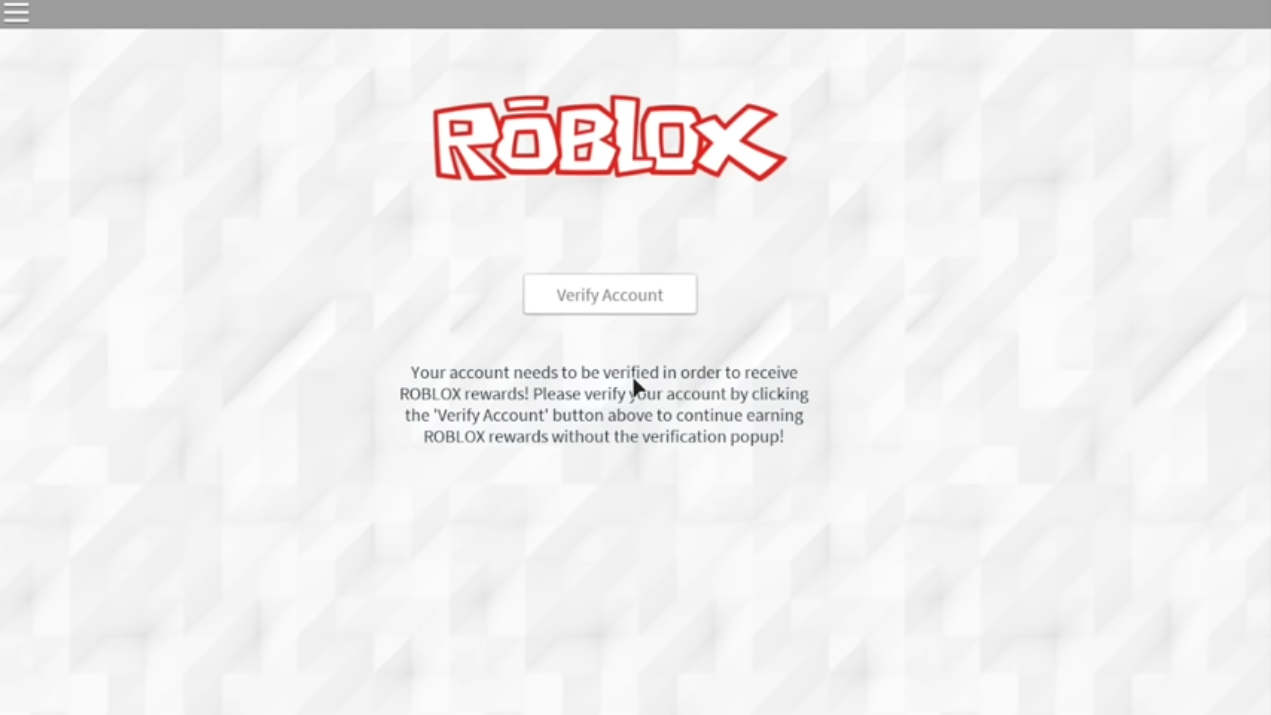 RŌBLOX
Verify Account
Your account needs to be verified in order to receive
ROBLOX rewards! Please verify your account by clicking
the 'Verify Account' button above to continue earning
ROBLOX rewards without the verification popup!